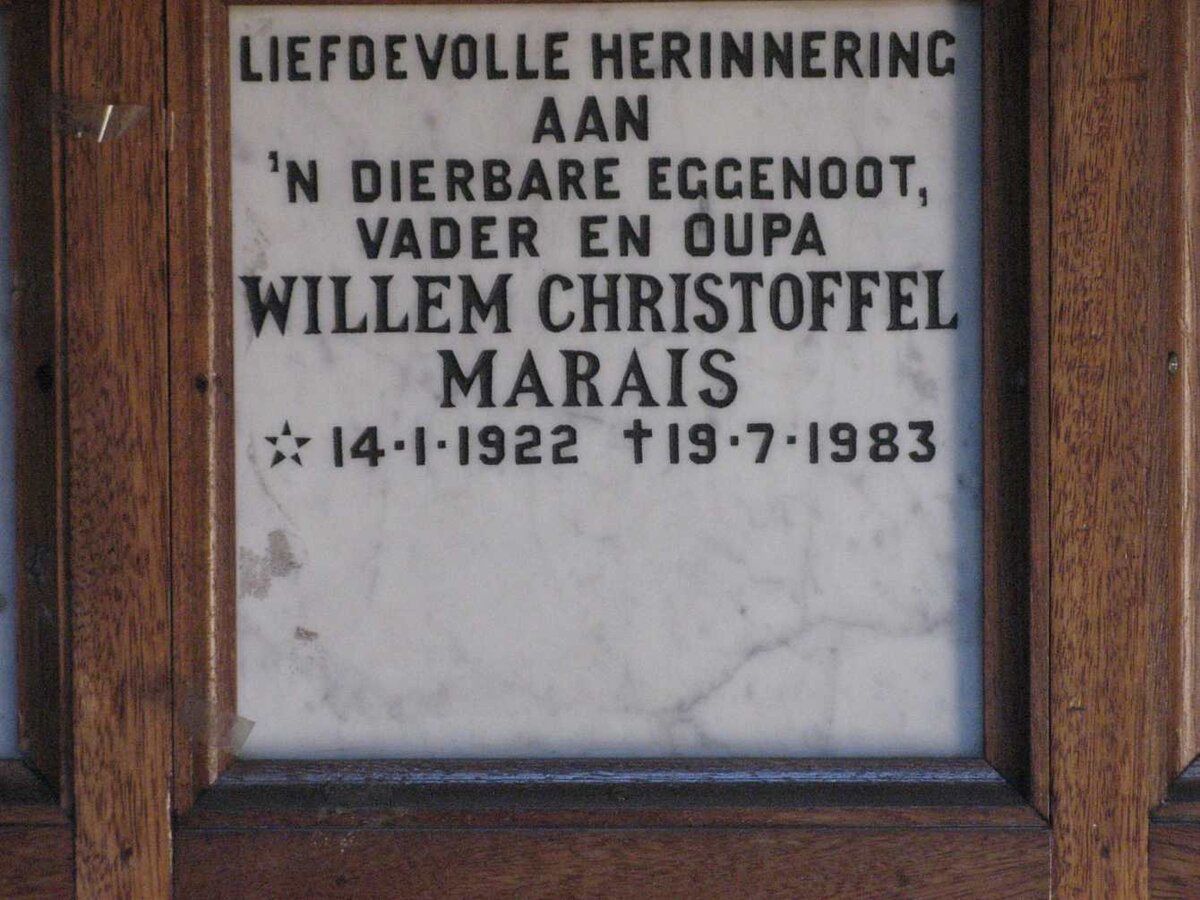 LIEFDEVOLLE HERINNERING
AAN
'N DIERBARE EGGENOOT,
VADER EN OUPA
WILLEM CHRISTOFFEL
MARAIS
☆ 14·1·1922 †19·7·1983